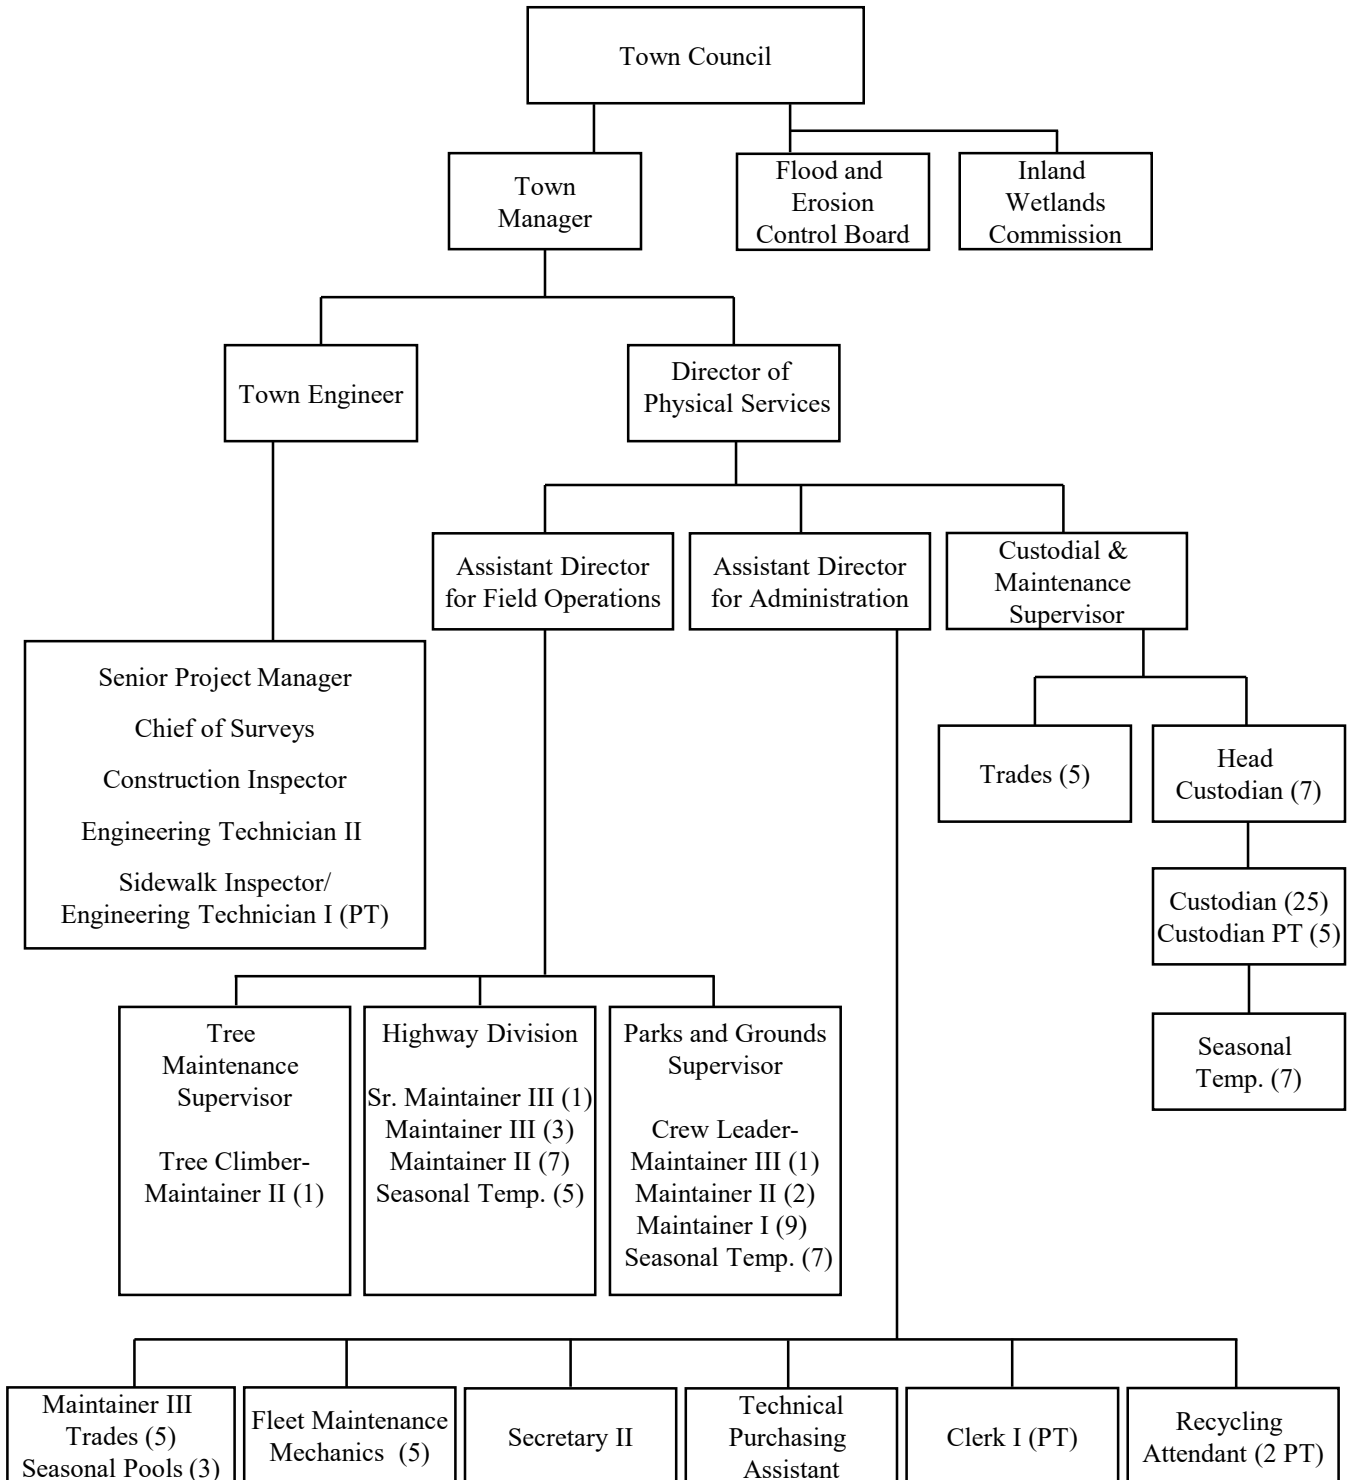 Town Council
Town
Manager
Flood and
Erosion
Control Board
Inland
Wetlands
Commission
Town Engineer
Director of
Physical Services
Assistant Director
for Field Operations
Assistant Director
for Administration
Custodial &
Maintenance
Supervisor
Senior Project Manager
Chief of Surveys
Construction Inspector
Engineering Technician II
Sidewalk Inspector/
Engineering Technician I (PT)
Trades (5)
Head
Custodian (7)
Custodian (25)
Custodian PT (5)
Seasonal
Temp. (7)
Tree
Maintenance
Supervisor
Tree Climber-
Maintainer II (1)
Highway Division
Sr. Maintainer III (1)
Maintainer III (3)
Maintainer II (7)
Seasonal Temp. (5)
Parks and Grounds
Supervisor
Crew Leader-
Maintainer III (1)
Maintainer II (2)
Maintainer I (9)
Seasonal Temp. (7)
Maintainer III
Trades (5)
Seasonal Pools (3)
Fleet Maintenance
Mechanics (5)
Secretary II
Technical
Purchasing
Assistant
Clerk I (PT)
Recycling
Attendant (2 PT)